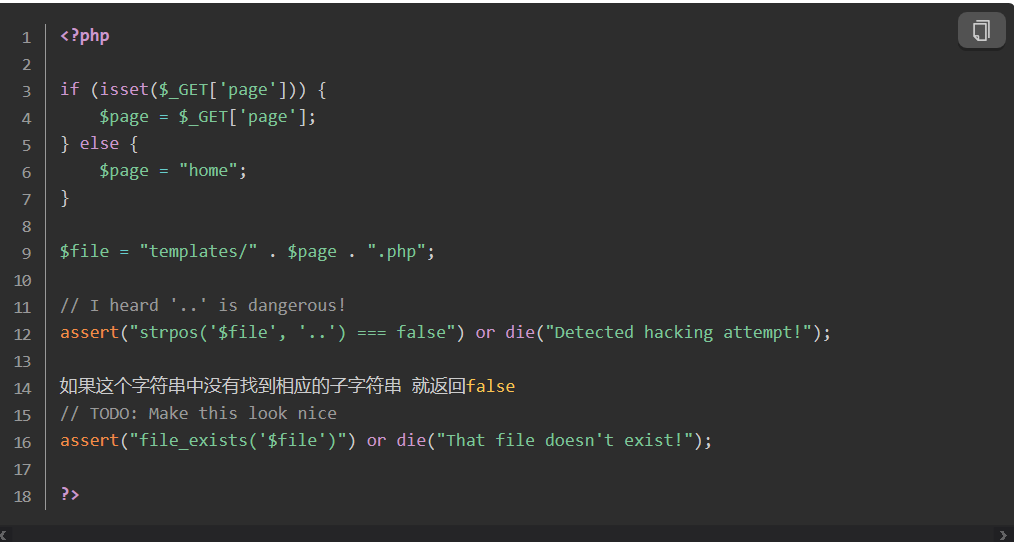 1 <?php
2
3 if (isset($_GET['page'])) {
4 $page = $_GET['page'];
5 } else {
6 $page = "home";
7 }
8
9 $file = "templates/" . $page . ".php";
10
11 // I heard '..' is dangerous!
12 assert("strpos('$file', '..') === false") or die("Detected hacking attempt!");
13
14 如果这个字符串中没有找到相应的子字符串 就返回false
15 // TODO: Make this look nice
16 assert("file_exists('$file')") or die("That file doesn't exist!");
17
18 ?>